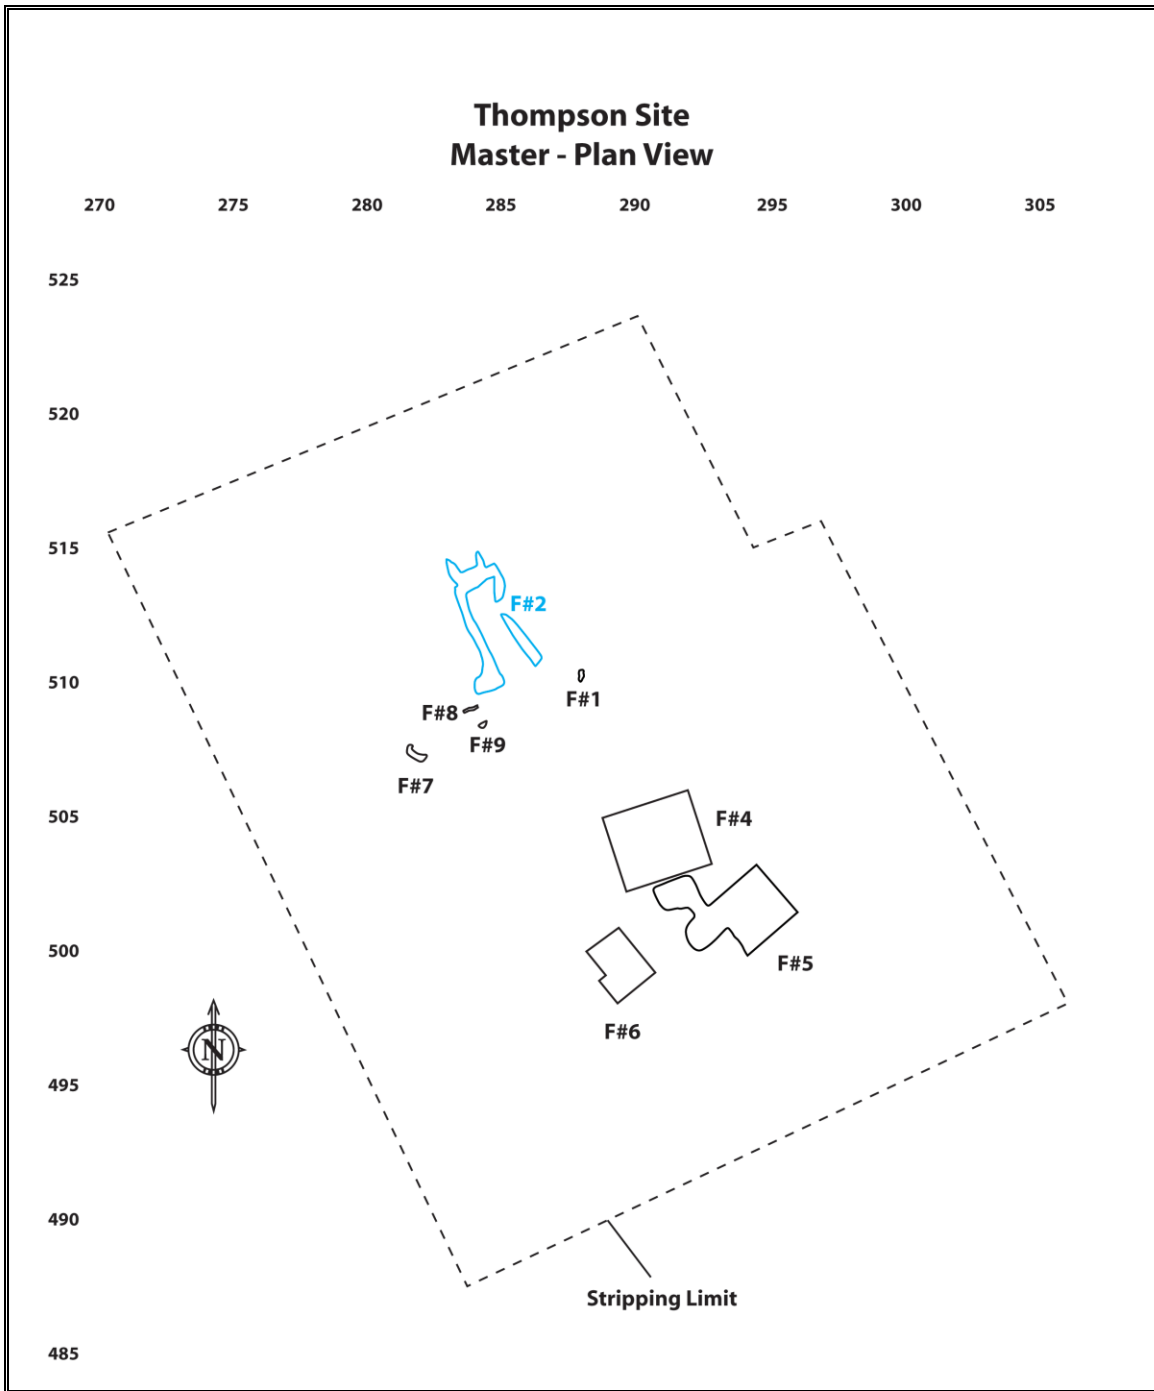 Thompson Site
Master - Plan View
270 275 280 285 290 295 300 305
525
520
515
F#2
510
F#1
F#8
F#9
F#7
505
F#4
500
F#5
F#6
N
495
490
Stripping Limit
485